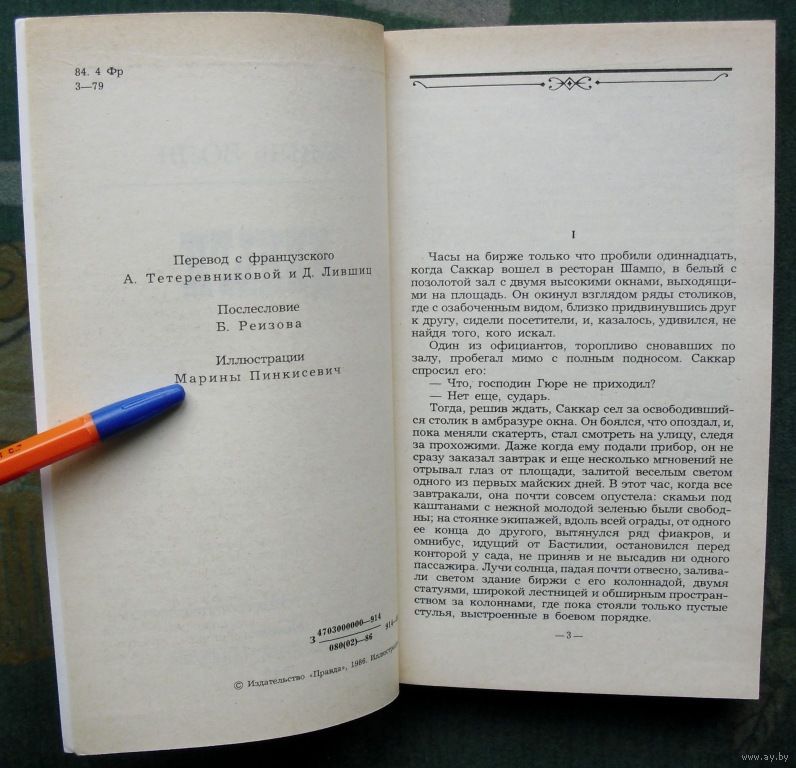 84. 4 Фр
З—79
Перевод с французского
А. Тетеревниковой и Д. Лившиц
Послесловие
Б. Реизова
Иллюстрации
Марины Пинкисевич
З 4703000000—914
080(02)—86
914—
© Издательство «Правда», 1986.
I
Часы на бирже только что пробили одиннадцать,
когда Саккар вошел в ресторан Шампо, в белый с
позолотой зал с двумя высокими окнами, выходящи-
ми на площадь. Он окинул взглядом ряды столиков,
где с озабоченным видом, близко придвинувшись друг
к другу, сидели посетители, и, казалось, удивился, не
найдя того, кого искал.
Один из официантов, торопливо сновавших по
залу, пробегал мимо с полным подносом. Саккар
спросил его:
— Что, господин Гюре не приходил?
— Нет еще, сударь.
Тогда, решив ждать, Саккар сел за освободивший-
ся столик в амбразуре окна. Он боялся, что опоздал, и,
пока меняли скатерть, стал смотреть на улицу, следя
за прохожими. Даже когда ему подали прибор, он не
сразу заказал завтрак и еще несколько мгновений не
отрывал глаз от площади, залитой веселым светом
одного из первых майских дней. В этот час, когда все
завтракали, она почти совсем опустела: скамьи под
каштанами с нежной молодой зеленью были свобод-
ны; на стоянке экипажей, вдоль всей ограды, от одного
ее конца до другого, вытянулся ряд фиакров, и
омнибус, идущий от Бастилии, остановился перед
конторой у сада, не приняв и не высадив ни одного
пассажира. Лучи солнца, падая почти отвесно, залива-
ли светом здание биржи с его колоннадой, двумя
статуями, широкой лестницей и обширным простран-
ством за колоннами, где пока стояли только пустые
стулья, выстроенные в боевом порядке.
—3—
www.ay.by